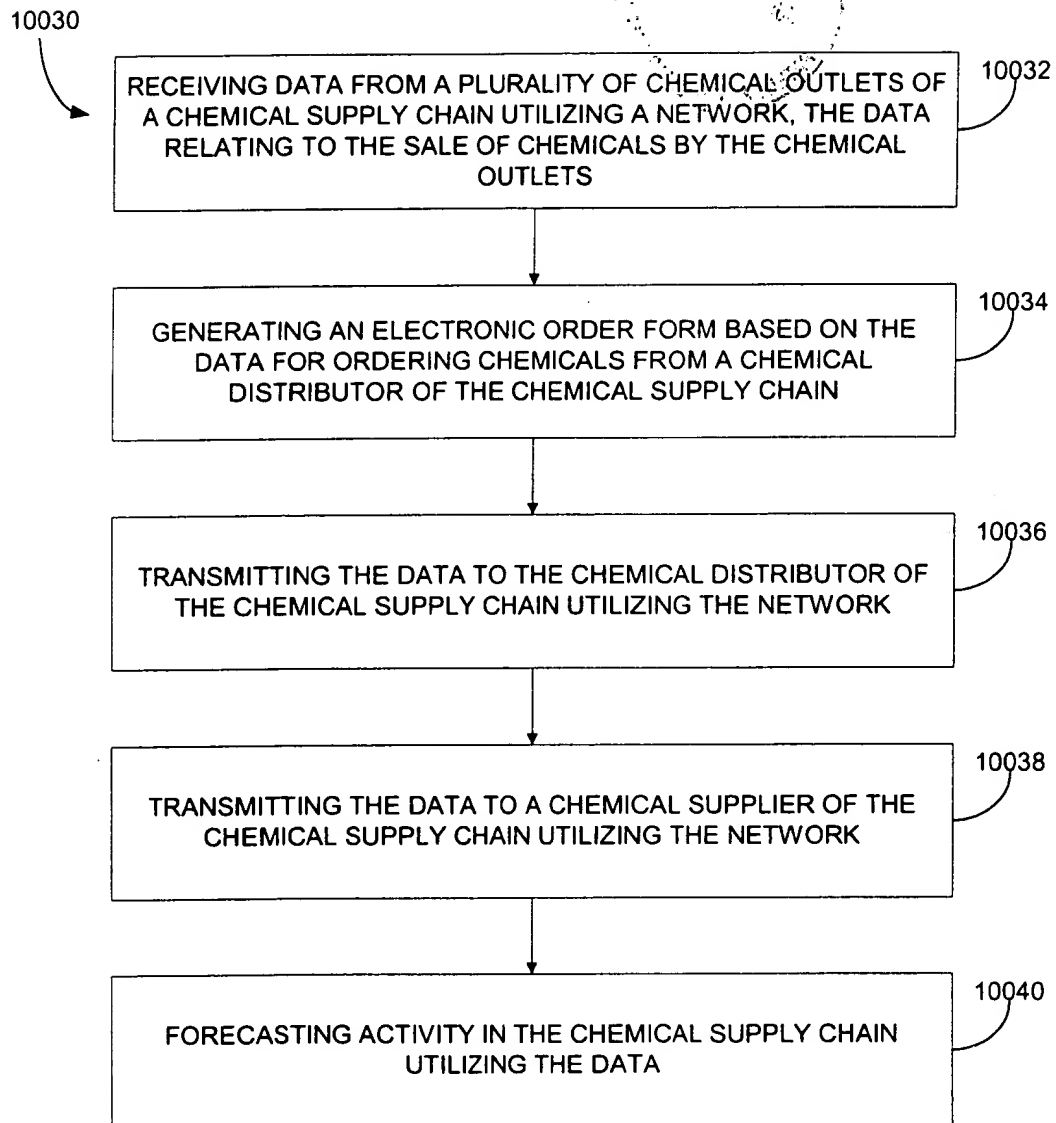 10030
RECEIVING DATA FROM A PLURALITY OF CHEMICAL OUTLETS OF
A CHEMICAL SUPPLY CHAIN UTILIZING A NETWORK, THE DATA
RELATING TO THE SALE OF CHEMICALS BY THE CHEMICAL
OUTLETS
10032
GENERATING AN ELECTRONIC ORDER FORM BASED ON THE
DATA FOR ORDERING CHEMICALS FROM A CHEMICAL
DISTRIBUTOR OF THE CHEMICAL SUPPLY CHAIN
10034
TRANSMITTING THE DATA TO THE CHEMICAL DISTRIBUTOR OF
THE CHEMICAL SUPPLY CHAIN UTILIZING THE NETWORK
10036
TRANSMITTING THE DATA TO A CHEMICAL SUPPLIER OF THE
CHEMICAL SUPPLY CHAIN UTILIZING THE NETWORK
10038
FORECASTING ACTIVITY IN THE CHEMICAL SUPPLY CHAIN
UTILIZING THE DATA
10040